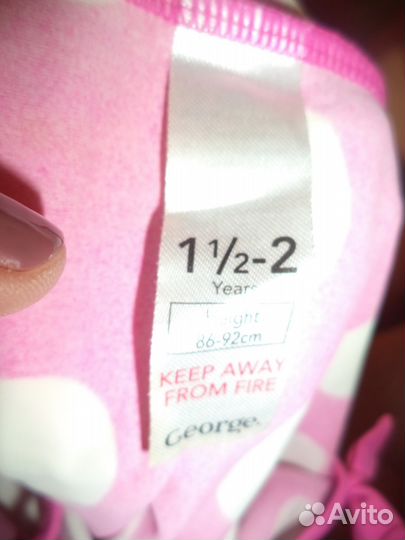 1½-2
Years
Height
86-92cm
KEEP AWAY
FROM FIRE
George.
Avito